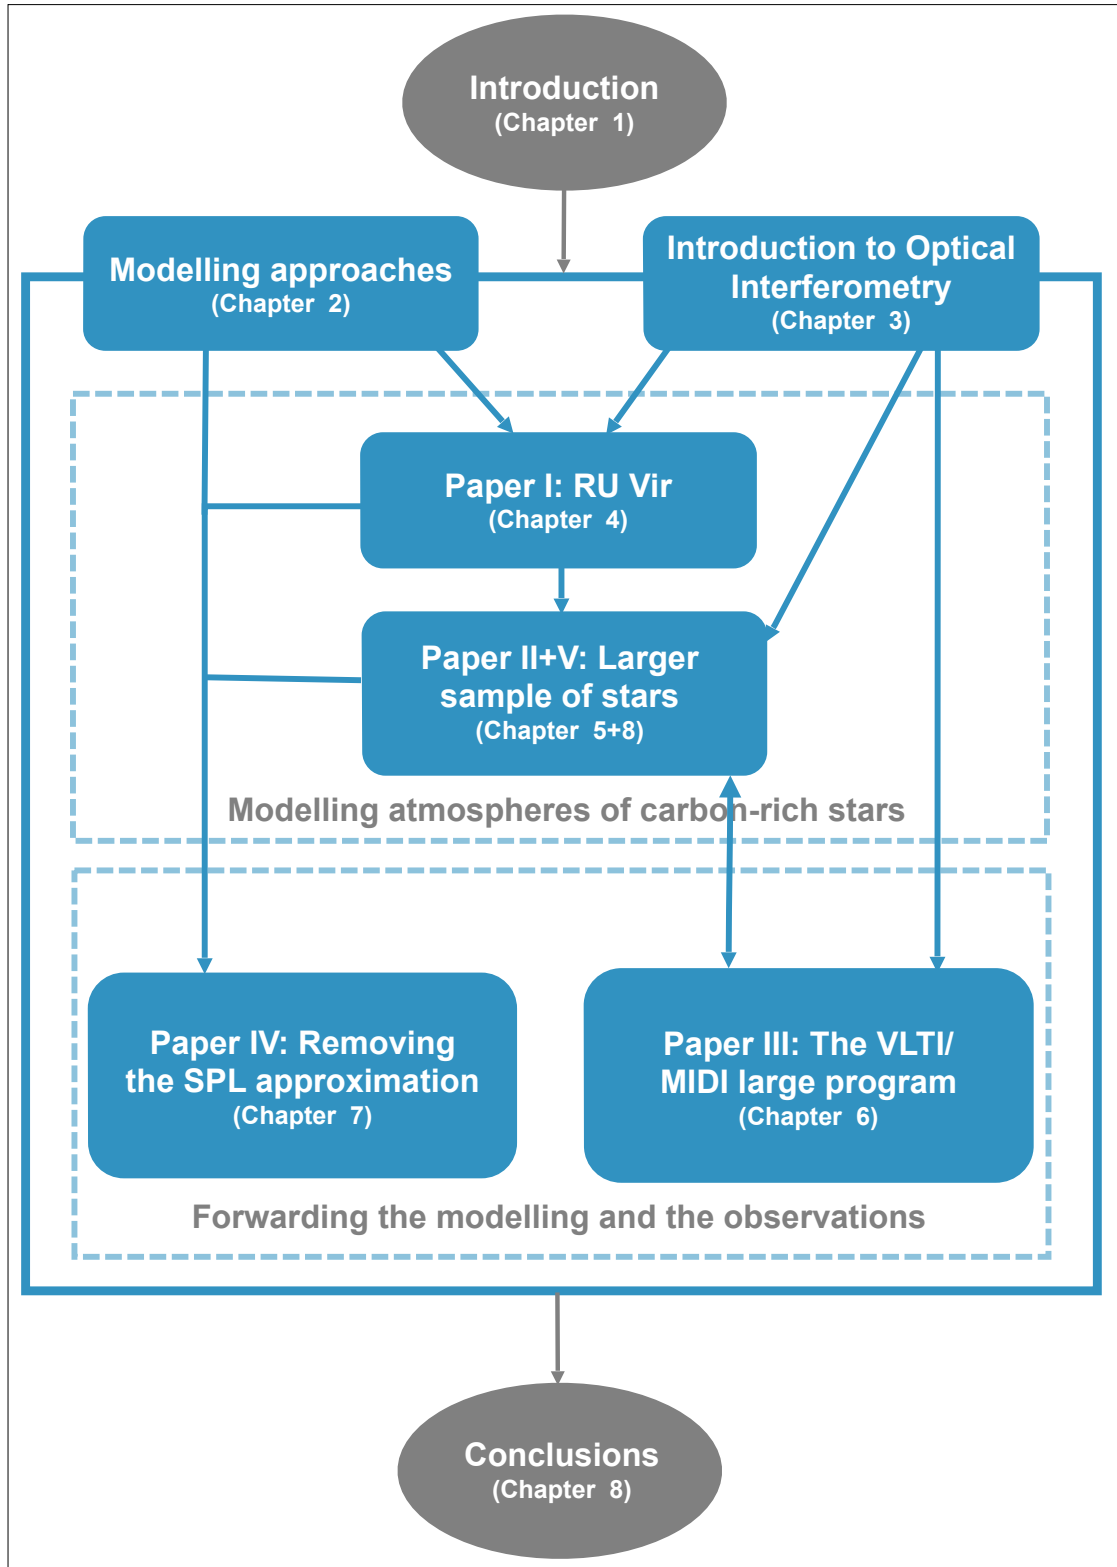 Introduction
(Chapter 1)
Modelling approaches
(Chapter 2)
Introduction to Optical
Interferometry
(Chapter 3)
Paper I: RU Vir
(Chapter 4)
Paper II+V: Larger
sample of stars
(Chapter 5+8)
Modelling atmospheres of carbon-rich stars
Paper IV: Removing
the SPL approximation
(Chapter 7)
Paper III: The VLTI/
MIDI large program
(Chapter 6)
Forwarding the modelling and the observations
Conclusions
(Chapter 8)